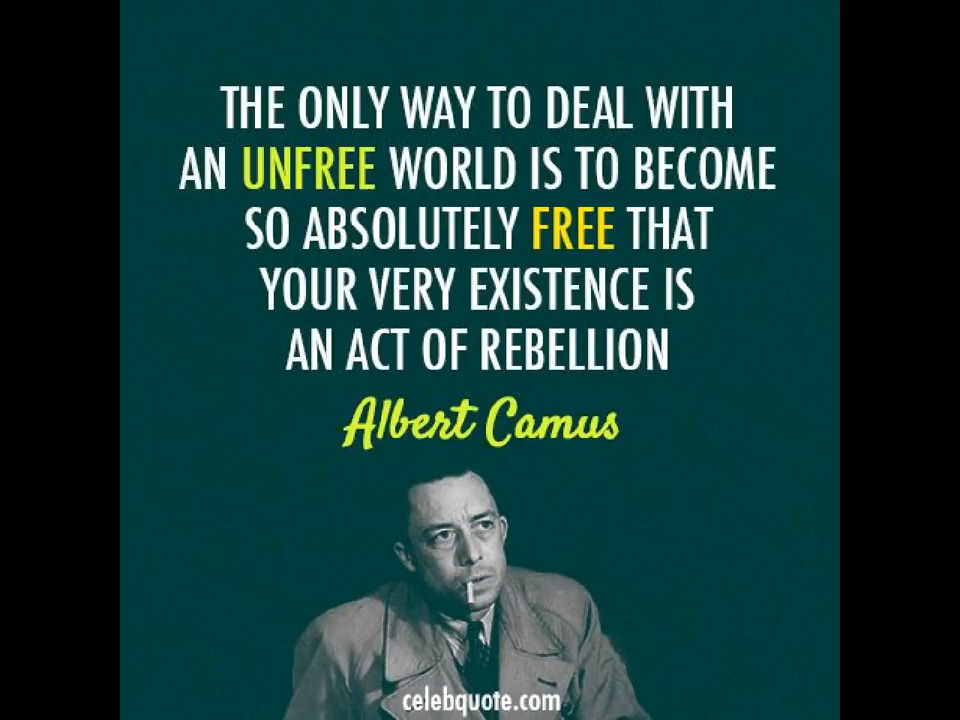 THE ONLY WAY TO DEAL WITH
AN UNFREE WORLD IS TO BECOME
SO ABSOLUTELY FREE THAT
YOUR VERY EXISTENCE IS
AN ACT OF REBELLION
Albert Camus
celebquote.com